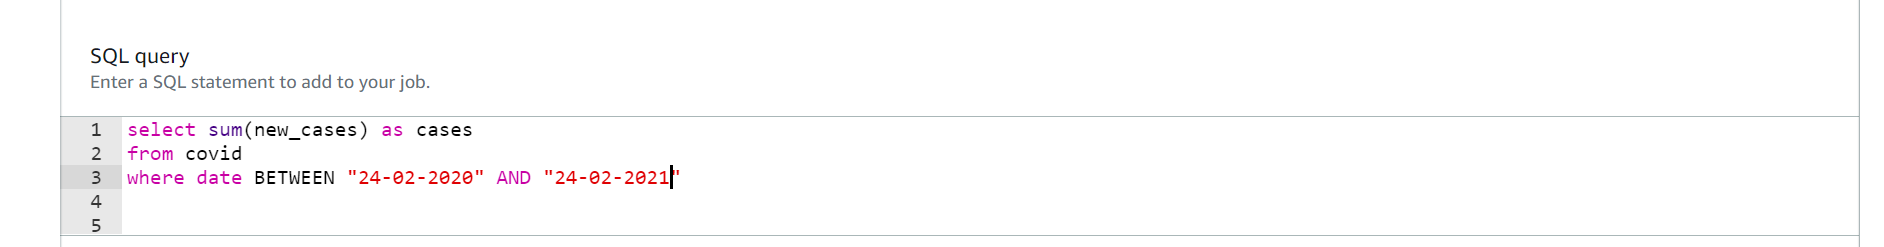 SQL query
Enter a SQL statement to add to your job.
1 select sum(new_cases) as cases
2 from covid
3 where date BETWEEN "24-02-2020" AND "24-02-2021"
4
5